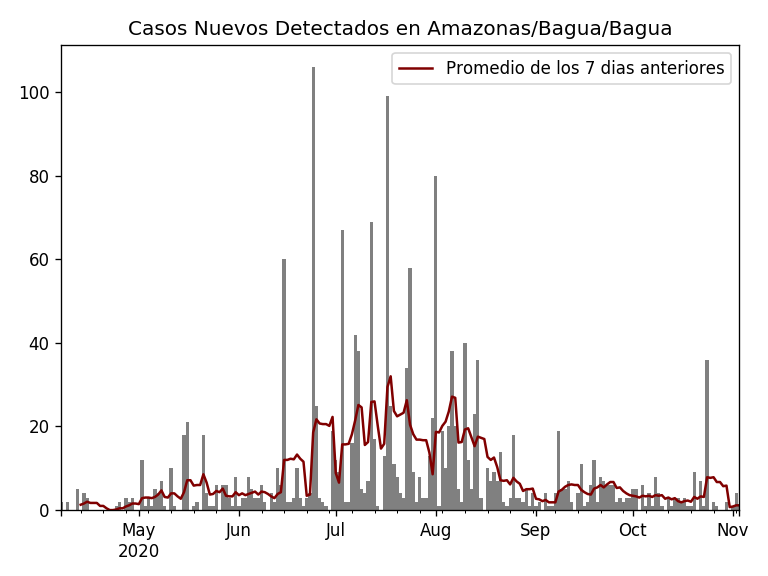 Casos Nuevos Detectados en Amazonas/Bagua/Bagua
Promedio de los 7 dias anteriores
100
80
60
40
20
0
May Jun Jul Aug Sep Oct Nov
2020